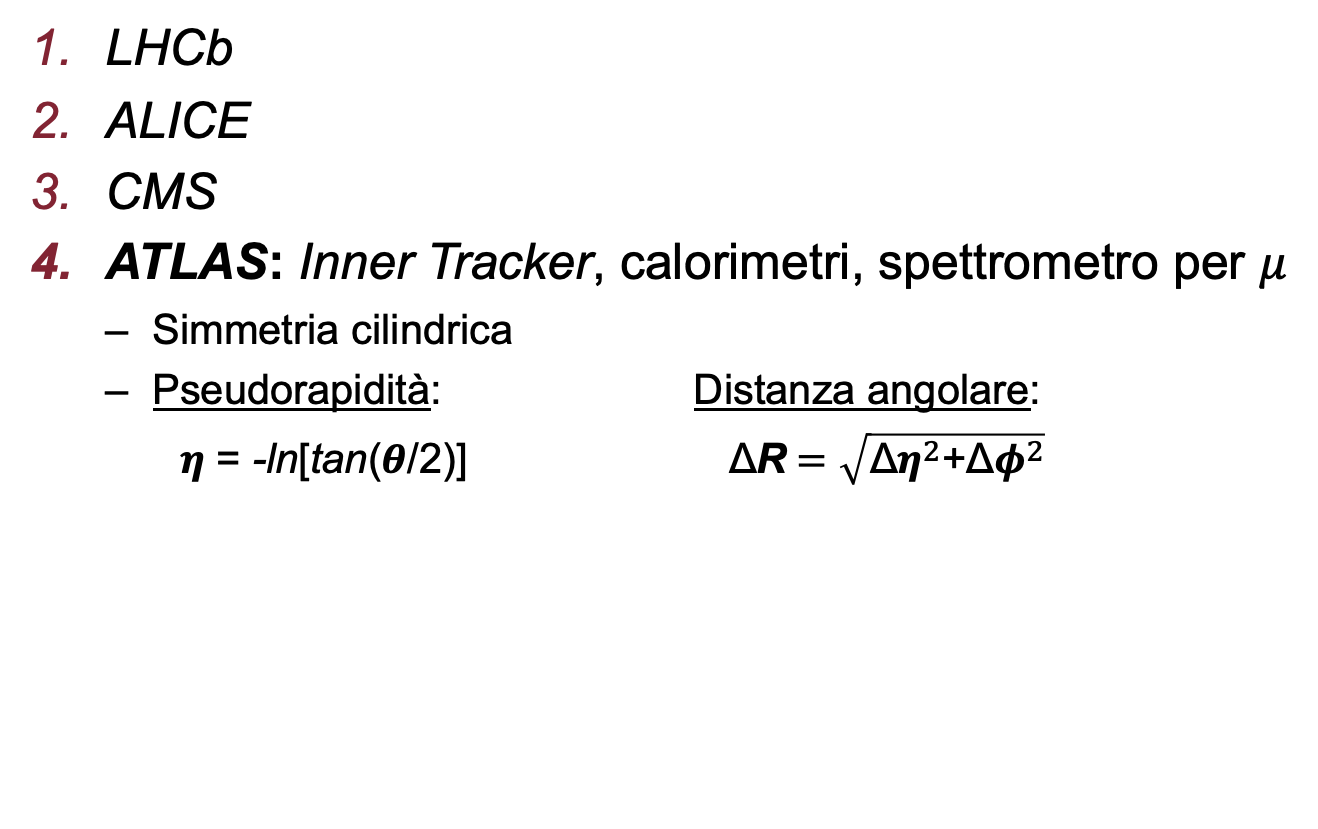 1. LHCb
2. ALICE
3. CMS
4. ATLAS: Inner Tracker, calorimetri, spettrometro per μ
– Simmetria cilindrica
– Pseudorapidità: Distanza angolare:
η = -ln[tan(θ/2)] ΔR = √Δη²+Δϕ²